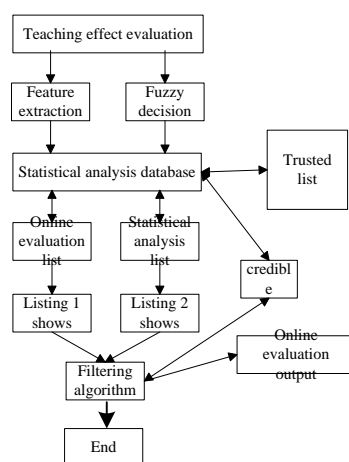 Teaching effect evaluation
Feature
extraction
Fuzzy
decision
Statistical analysis database
Trusted
list
Online
evaluation
list
Statistical
analysis
list
credibl
e
Listing 1
shows
Listing 2
shows
Online
evaluation
output
Filtering
algorithm
End